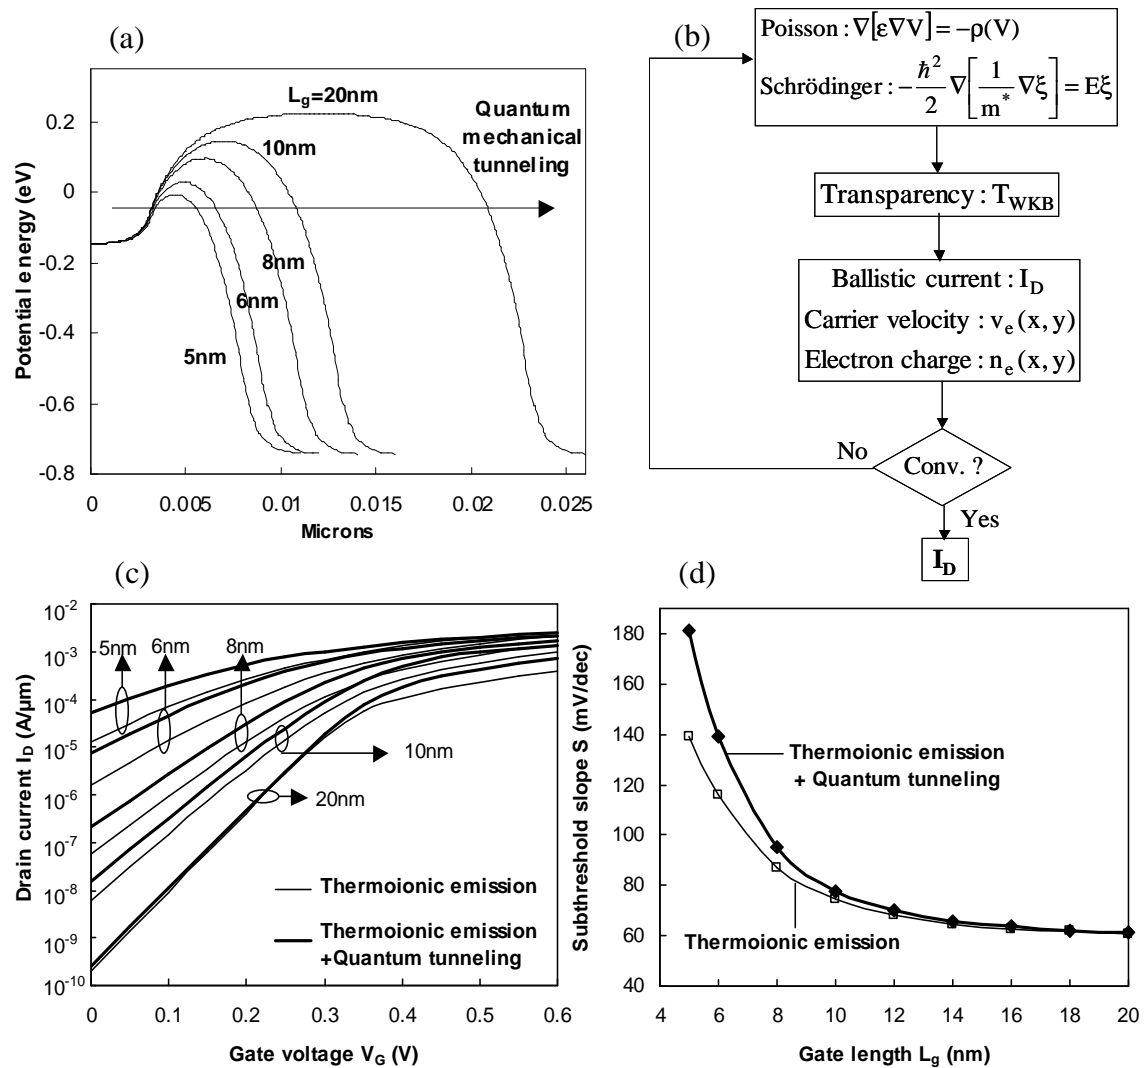 (a)
L_g=20nm
Quantum
mechanical
tunneling
10nm
8nm
6nm
5nm
0.2
0
-0.2
-0.4
-0.6
-0.8
Potential energy (eV)
0
0.005
0.01
0.015
0.02
0.025
Microns
(b)
Poisson : ∇[ε∇V] = −ρ(V)
Schrödinger : −ħ²/2 ∇[1/m* ∇ξ] = Eξ
Transparency : T_WKB
Ballistic current : I_D
Carrier velocity : v_e(x, y)
Electron charge : n_e(x, y)
Conv. ?
No
Yes
I_D
(c)
10⁻²
10⁻³
10⁻⁴
10⁻⁵
10⁻⁶
10⁻⁷
10⁻⁸
10⁻⁹
10⁻¹⁰
Drain current I_D (A/µm)
5nm
6nm
8nm
10nm
20nm
Thermoionic emission
Thermoionic emission
+Quantum tunneling
0
0.1
0.2
0.3
0.4
0.5
0.6
Gate voltage V_G (V)
(d)
180
160
140
120
100
80
60
40
Subthreshold slope S (mV/dec)
Thermoionic emission
+ Quantum tunneling
Thermoionic emission
4
6
8
10
12
14
16
18
20
Gate length L_g (nm)